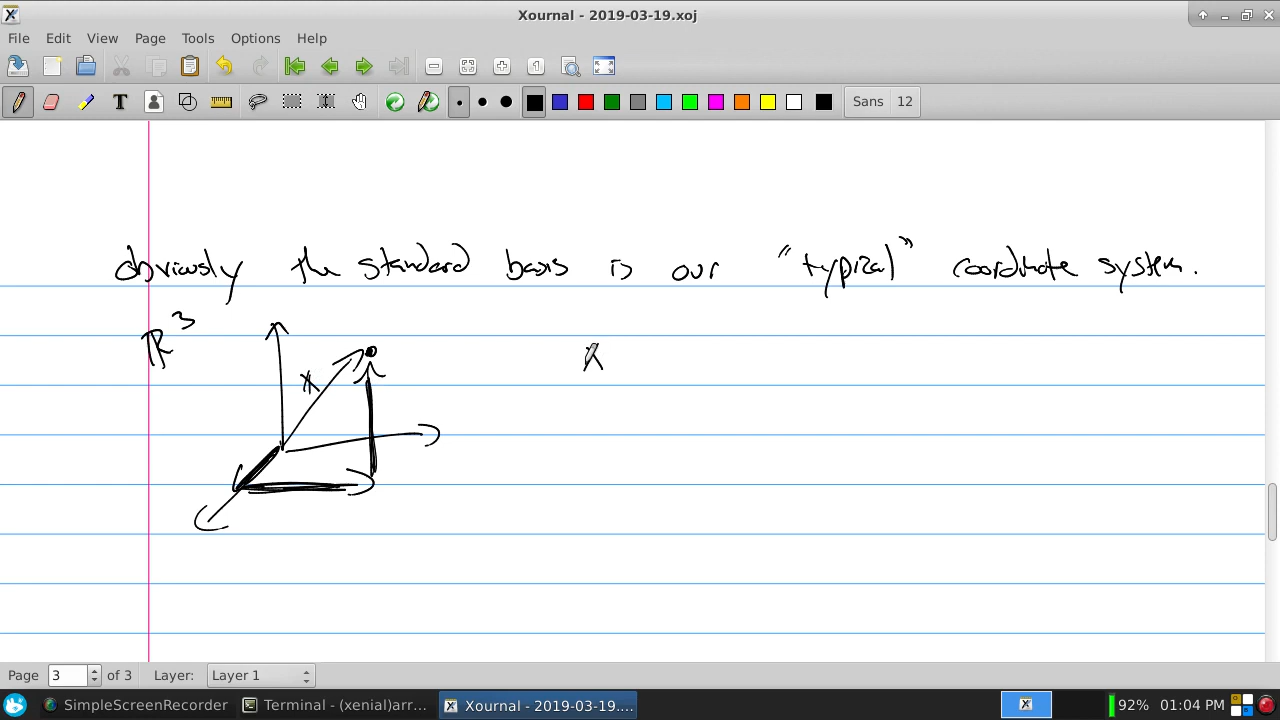 Xournal - 2019-03-19.xoj
File Edit View Page Tools Options Help
Sans 12
obviously the standard basis is our "typical" coordinate system.
ℝ³
x
x
Page 3 of 3 Layer: Layer 1
SimpleScreenRecorder Terminal - (xenial)arr... Xournal - 2019-03-19.... 92% 01:04 PM